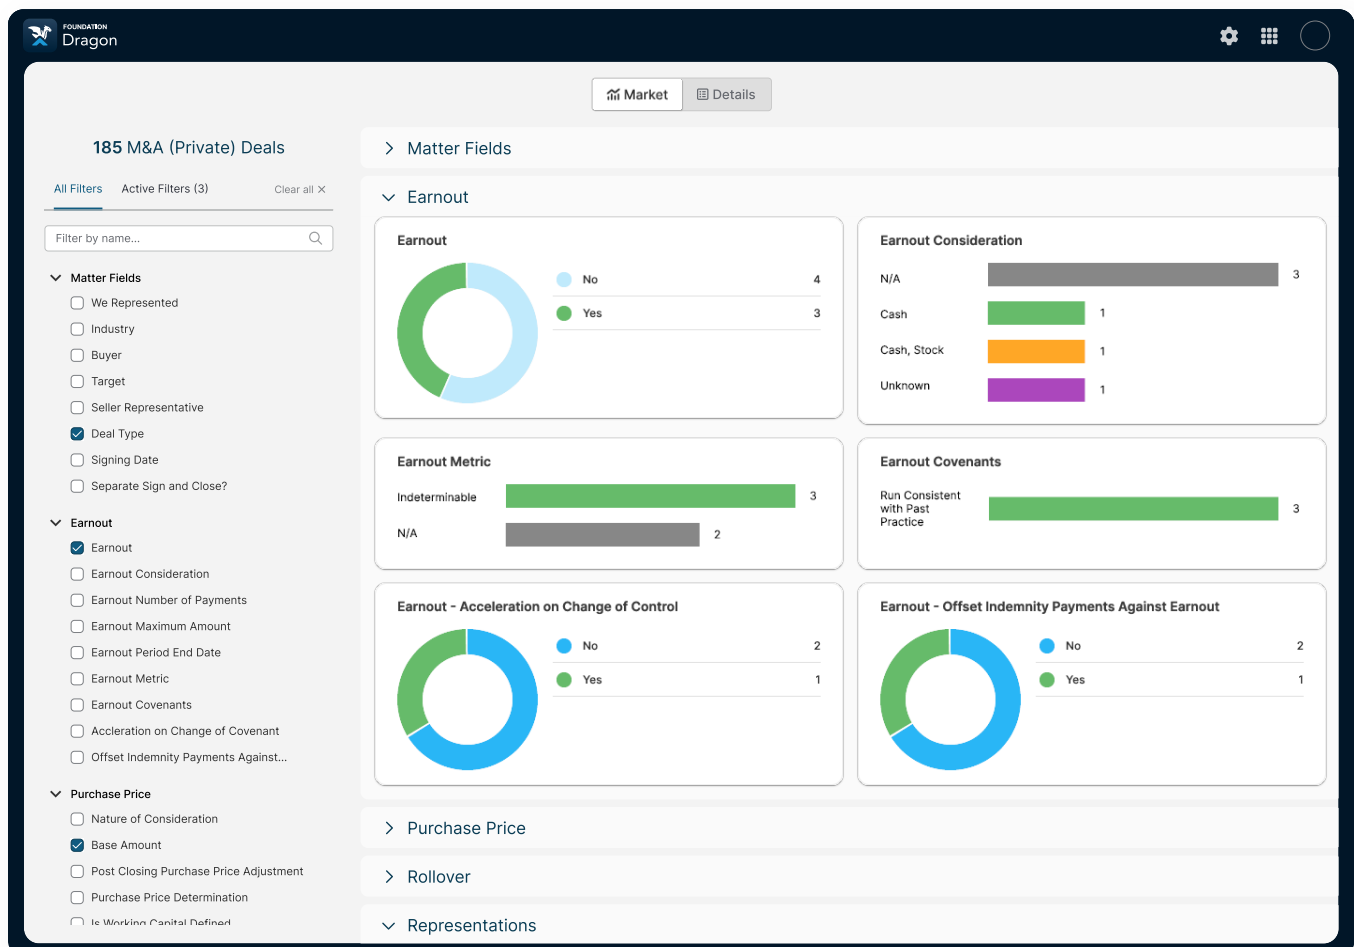 FOUNDATION
Dragon
Market
Details
185 M&A (Private) Deals
All Filters
Active Filters (3)
Clear all ×
Filter by name...
Matter Fields
We Represented
Industry
Buyer
Target
Seller Representative
Deal Type
Signing Date
Separate Sign and Close?
Earnout
Earnout
Earnout Consideration
Earnout Number of Payments
Earnout Maximum Amount
Earnout Period End Date
Earnout Metric
Earnout Covenants
Accleration on Change of Covenant
Offset Indemnity Payments Against...
Purchase Price
Nature of Consideration
Base Amount
Post Closing Purchase Price Adjustment
Purchase Price Determination
Is Working Capital Defined
Matter Fields
Earnout
Earnout
No 4
Yes 3
Earnout Consideration
N/A 3
Cash 1
Cash, Stock 1
Unknown 1
Earnout Metric
Indeterminable 3
N/A 2
Earnout Covenants
Run Consistent
with Past
Practice
3
Earnout - Acceleration on Change of Control
No 2
Yes 1
Earnout - Offset Indemnity Payments Against Earnout
No 2
Yes 1
Purchase Price
Rollover
Representations